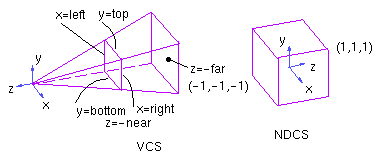 y=top
x=left
y
z
x
z=-far
(-1,-1,-1)
y=bottom
x=right
z=-near
VCS
y
z
x
(1,1,1)
NDCS